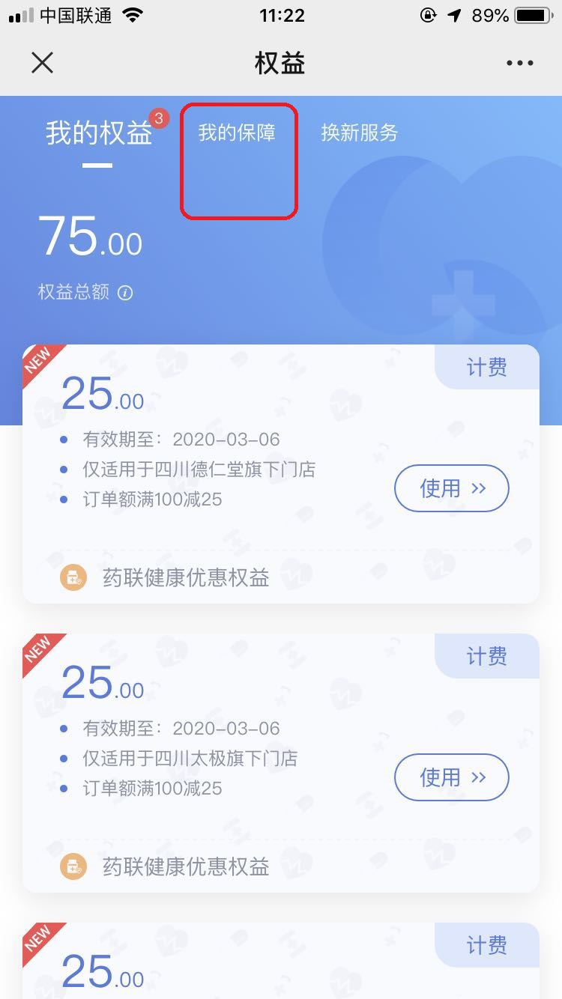 中国联通 11:22 89%
权益
我的权益 3 我的保障 换新服务
75.00
权益总额
NEW 计费
25.00
有效期至：2020-03-06
仅适用于四川德仁堂旗下门店
订单额满100减25
使用 >>
药联健康优惠权益
NEW 计费
25.00
有效期至：2020-03-06
仅适用于四川太极旗下门店
订单额满100减25
使用 >>
药联健康优惠权益
NEW 计费
25.00